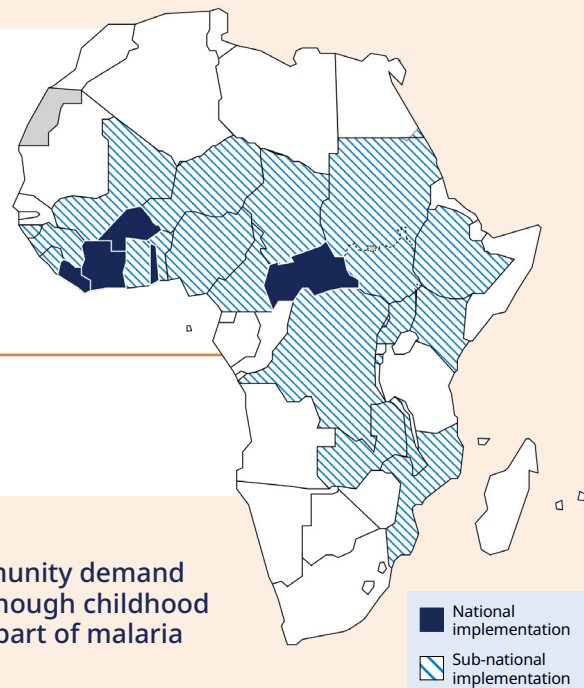 munity demand
hough childhood
part of malaria
National
implementation
Sub-national
implementation